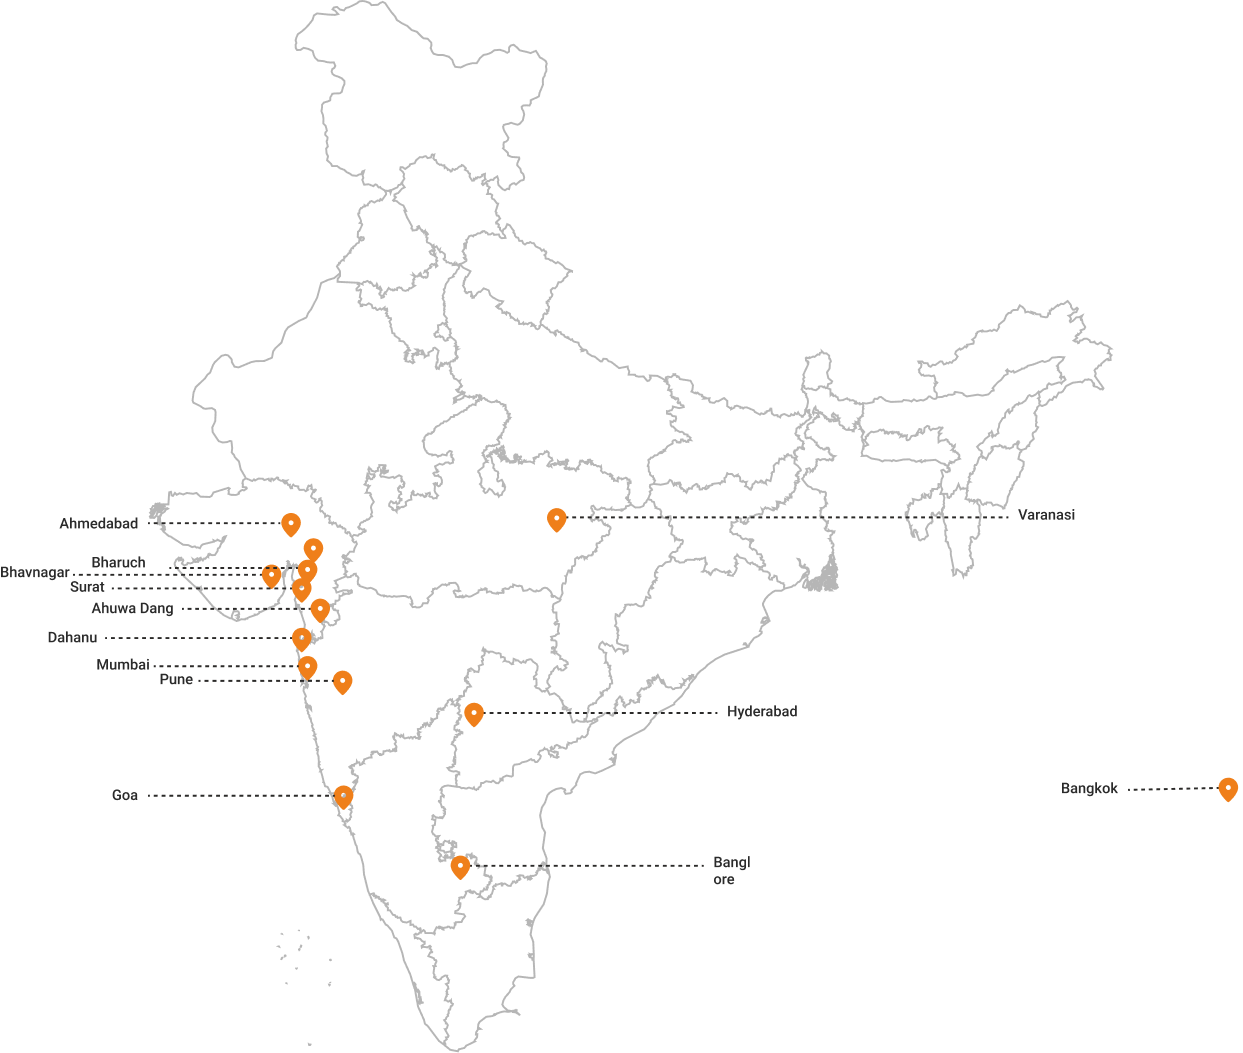 Ahmedabad
Varanasi
Bharuch
Bhavnagar
Surat
Ahuwa Dang
Dahanu
Mumbai
Pune
Hyderabad
Goa
Bangkok
Bangl
ore